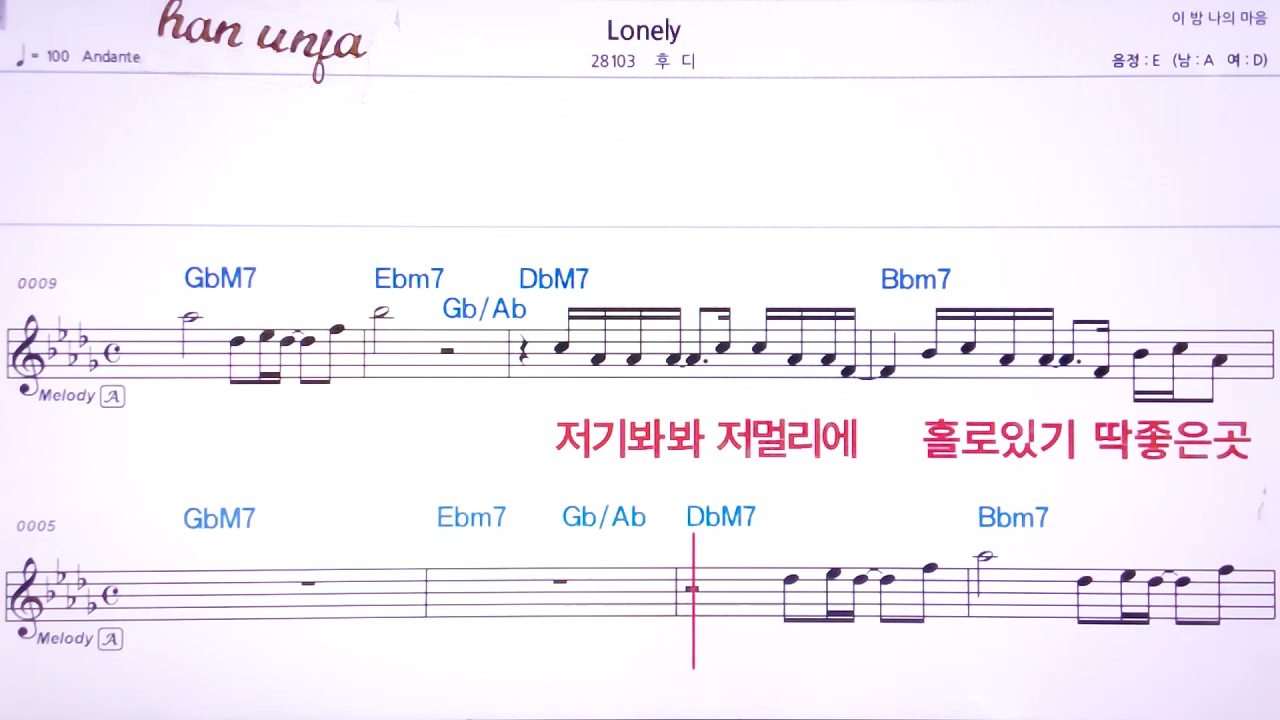 han unja
Lonely
이 밤 나의 마음
♩= 100 Andante
28103 후 디
음정 : E (남 : A 여 : D)
0009 GbM7 Ebm7 Gb/Ab DbM7 Bbm7
Melody A
저기봐봐 저멀리에 홀로있기 딱좋은곳
0005 GbM7 Ebm7 Gb/Ab DbM7 Bbm7
Melody A